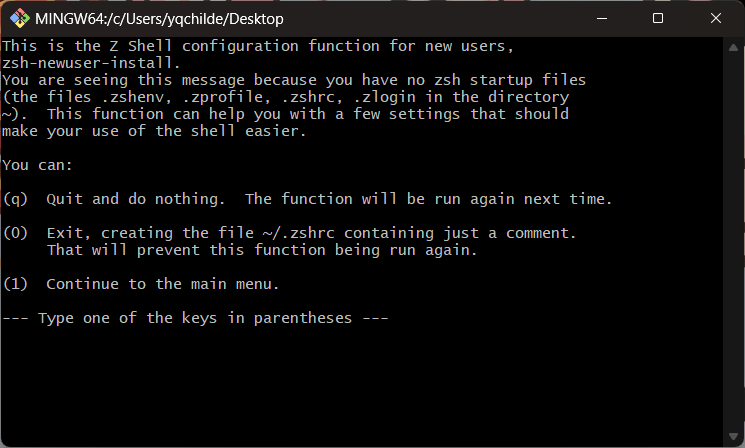 MINGW64:/c/Users/yqchilde/Desktop
This is the Z Shell configuration function for new users,
zsh-newuser-install.
You are seeing this message because you have no zsh startup files
(the files .zshenv, .zprofile, .zshrc, .zlogin in the directory
~).  This function can help you with a few settings that should
make your use of the shell easier.

You can:

(q)  Quit and do nothing.  The function will be run again next time.

(0)  Exit, creating the file ~/.zshrc containing just a comment.
     That will prevent this function being run again.

(1)  Continue to the main menu.

--- Type one of the keys in parentheses ---